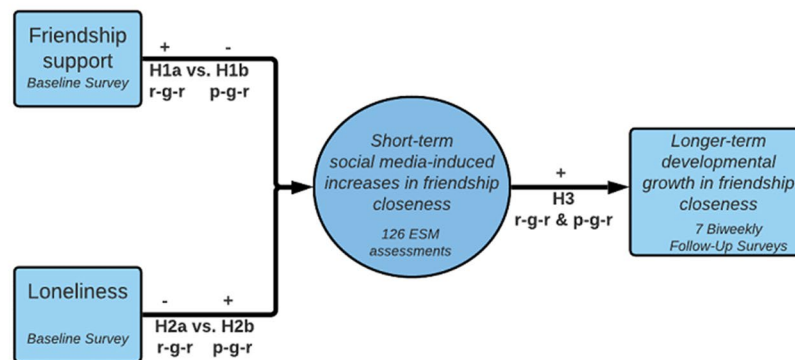 Friendship
support
Baseline Survey
+ -
H1a vs. H1b
r-g-r p-g-r
Short-term
social media-induced
increases in friendship
closeness
126 ESM
assessments
+
H3
r-g-r & p-g-r
Longer-term
developmental
growth in friendship
closeness
7 Biweekly
Follow-Up Surveys
Loneliness
Baseline Survey
- +
H2a vs. H2b
r-g-r p-g-r